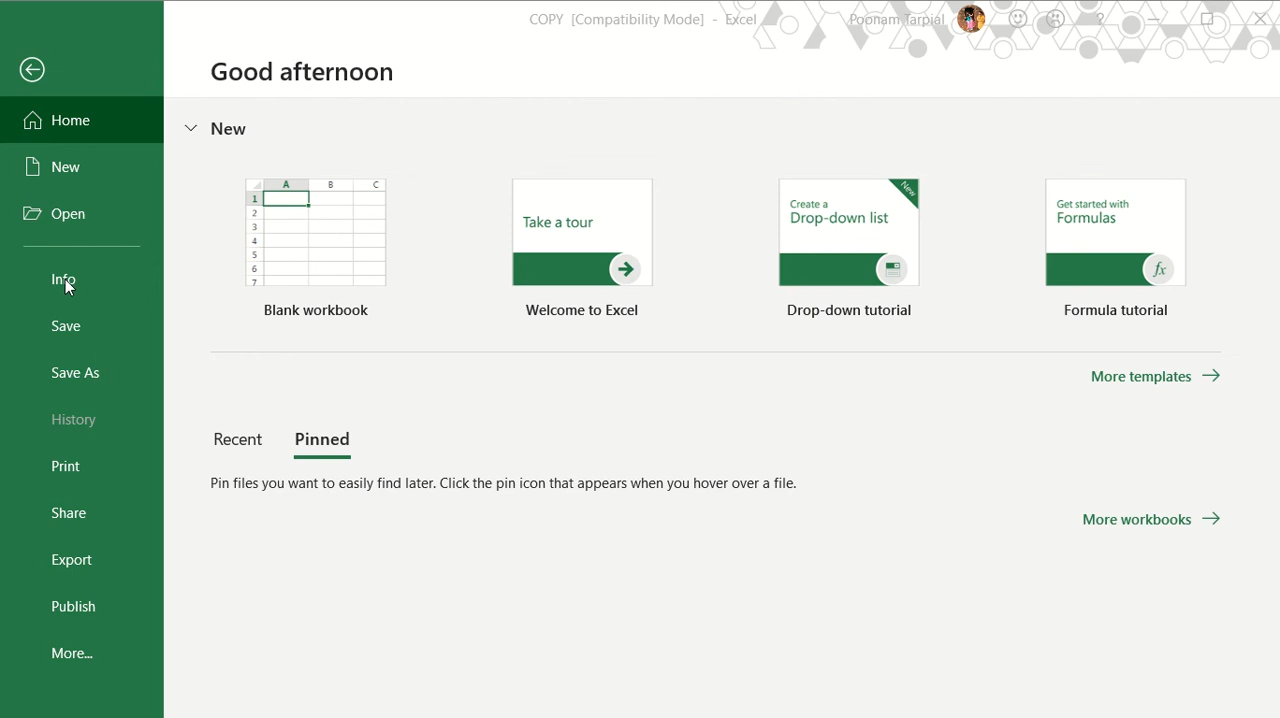 COPY [Compatibility Mode] - Excel
Poonam Tarpial
?
Good afternoon
Home
New
Open
Info
Save
Save As
History
Print
Share
Export
Publish
More...
New
A B C
1
2
3
4
5
6
7
Blank workbook
Take a tour
Welcome to Excel
New
Create a
Drop-down list
Drop-down tutorial
Get started with
Formulas
fx
Formula tutorial
More templates
Recent Pinned
Pin files you want to easily find later. Click the pin icon that appears when you hover over a file.
More workbooks